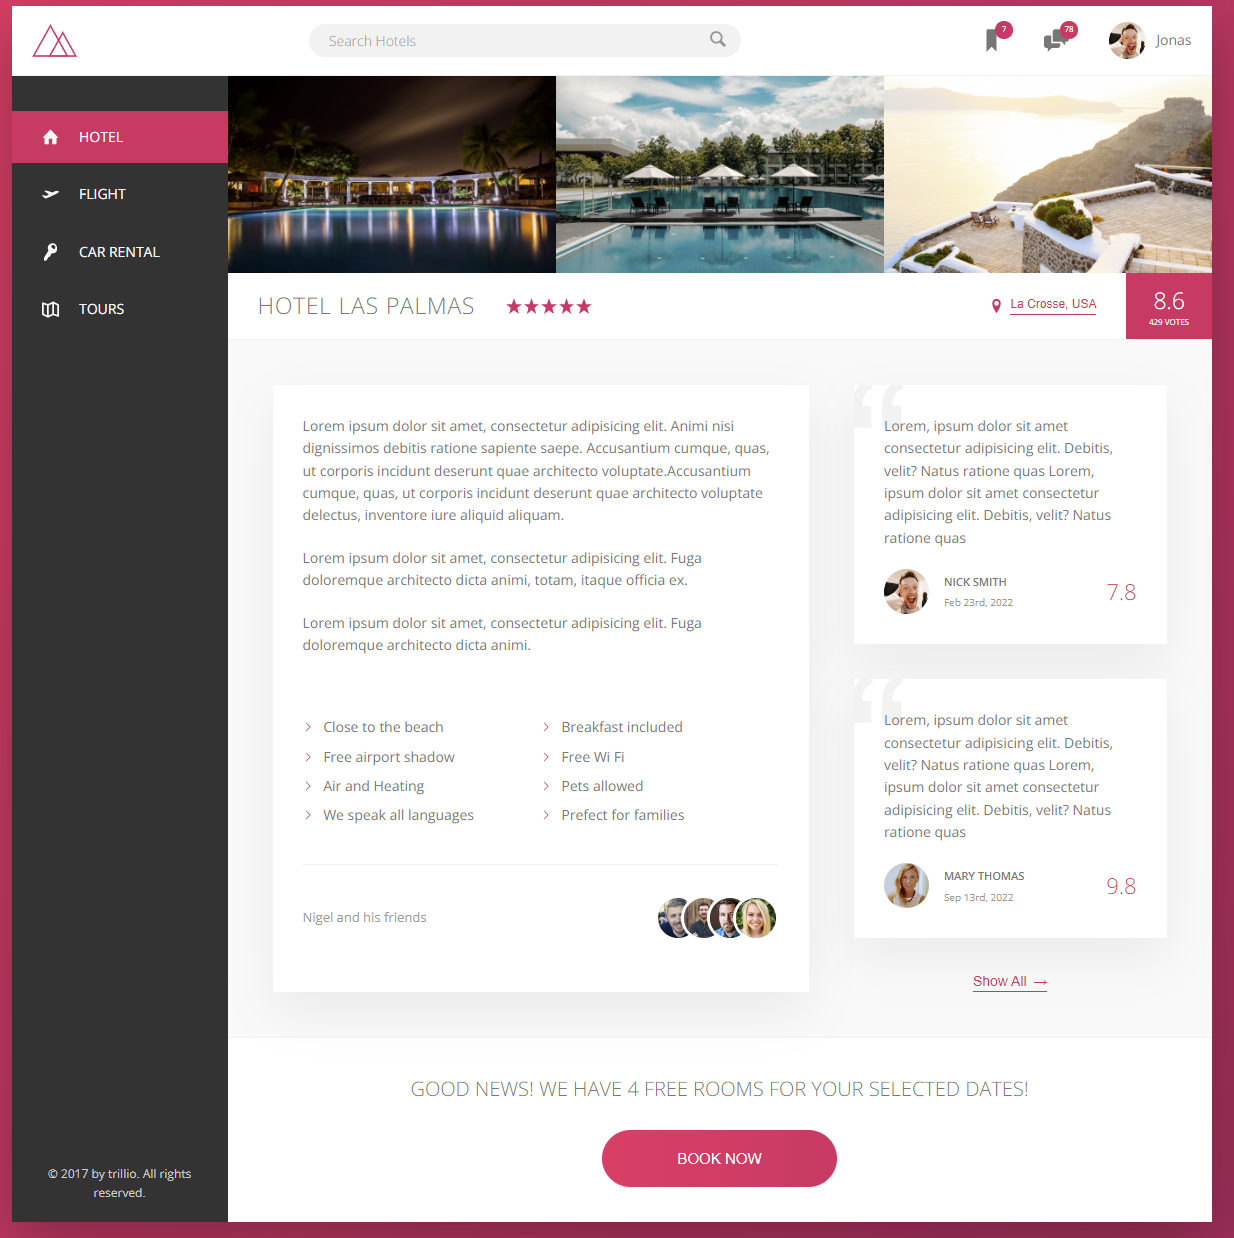 Search Hotels
7
78
Jonas
HOTEL
FLIGHT
CAR RENTAL
TOURS
HOTEL LAS PALMAS
La Crosse, USA
8.6
429 VOTES
Lorem ipsum dolor sit amet, consectetur adipisicing elit. Animi nisi
dignissimos debitis ratione sapiente saepe. Accusantium cumque, quas,
ut corporis incidunt deserunt quae architecto voluptate.Accusantium
cumque, quas, ut corporis incidunt deserunt quae architecto voluptate
delectus, inventore iure aliquid aliquam.
Lorem ipsum dolor sit amet, consectetur adipisicing elit. Fuga
doloremque architecto dicta animi, totam, itaque officia ex.
Lorem ipsum dolor sit amet, consectetur adipisicing elit. Fuga
doloremque architecto dicta animi.
Close to the beach
Free airport shadow
Air and Heating
We speak all languages
Breakfast included
Free Wi Fi
Pets allowed
Prefect for families
Nigel and his friends
Lorem, ipsum dolor sit amet
consectetur adipisicing elit. Debitis,
velit? Natus ratione quas Lorem,
ipsum dolor sit amet consectetur
adipisicing elit. Debitis, velit? Natus
ratione quas
NICK SMITH
Feb 23rd, 2022
7.8
Lorem, ipsum dolor sit amet
consectetur adipisicing elit. Debitis,
velit? Natus ratione quas Lorem,
ipsum dolor sit amet consectetur
adipisicing elit. Debitis, velit? Natus
ratione quas
MARY THOMAS
Sep 13rd, 2022
9.8
Show All →
GOOD NEWS! WE HAVE 4 FREE ROOMS FOR YOUR SELECTED DATES!
BOOK NOW
© 2017 by trillio. All rights
reserved.